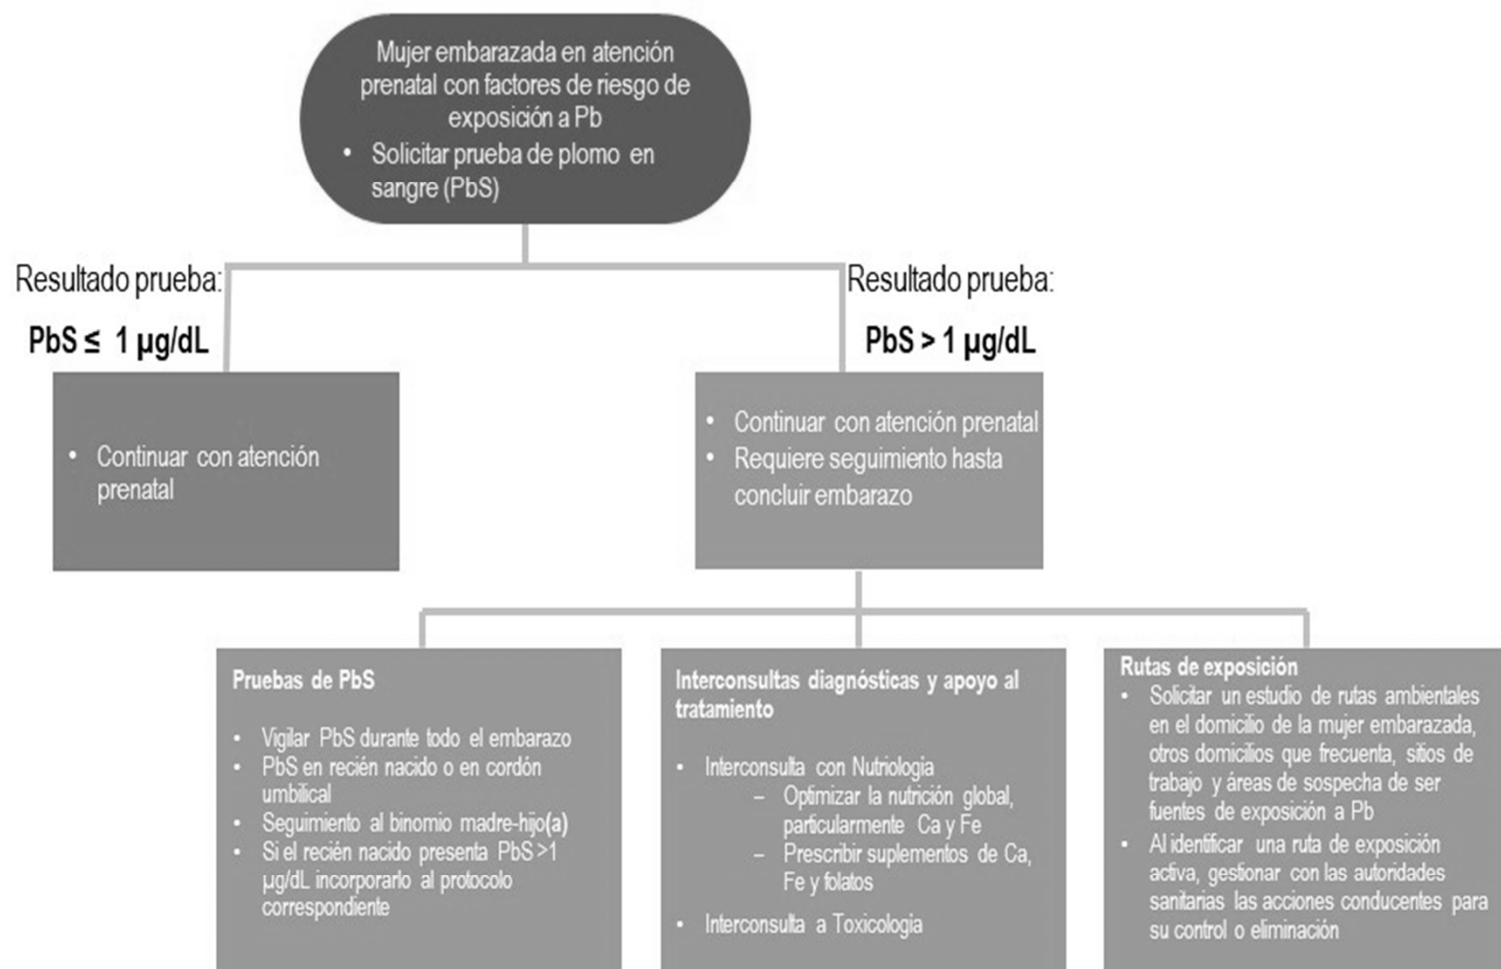 Mujer embarazada en atención
prenatal con factores de riesgo de
exposición a Pb
• Solicitar prueba de plomo en
sangre (PbS)
Resultado prueba:
PbS ≤ 1 µg/dL
Resultado prueba:
PbS > 1 µg/dL
• Continuar con atención
prenatal
• Continuar con atención prenatal
• Requiere seguimiento hasta
concluir embarazo
Pruebas de PbS
• Vigilar PbS durante todo el embarazo
• PbS en recién nacido o en cordón
umbilical
• Seguimiento al binomio madre-hijo(a)
• Si el recién nacido presenta PbS >1
µg/dL incorporarlo al protocolo
correspondiente
Interconsultas diagnósticas y apoyo al
tratamiento
• Interconsulta con Nutriología
– Optimizar la nutrición global,
particularmente Ca y Fe
– Prescribir suplementos de Ca,
Fe y folatos
• Interconsulta a Toxicología
Rutas de exposición
• Solicitar un estudio de rutas ambientales
en el domicilio de la mujer embarazada,
otros domicilios que frecuenta, sitios de
trabajo y áreas de sospecha de ser
fuentes de exposición a Pb
• Al identificar una ruta de exposición
activa, gestionar con las autoridades
sanitarias las acciones conducentes para
su control o eliminación